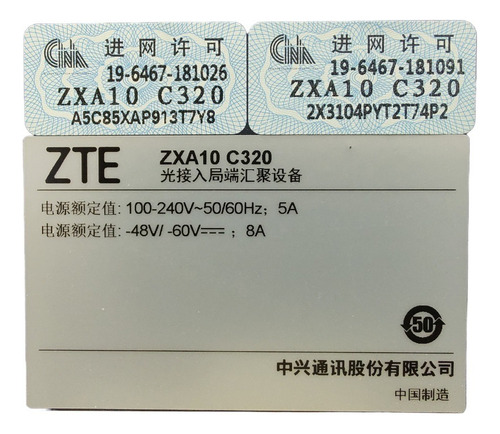 CNA 进网许可
19-6467-181026
ZXA10 C320
A5C85XAP913T7Y8
CNA 进网许可
19-6467-181091
ZXA10 C320
2X3104PYT2T74P2
ZTE
ZXA10 C320
光接入局端汇聚设备
电源额定值: 100-240V~50/60Hz; 5A
电源额定值: -48V/ -60V⎓ ; 8A
50
中兴通讯股份有限公司
中国制造